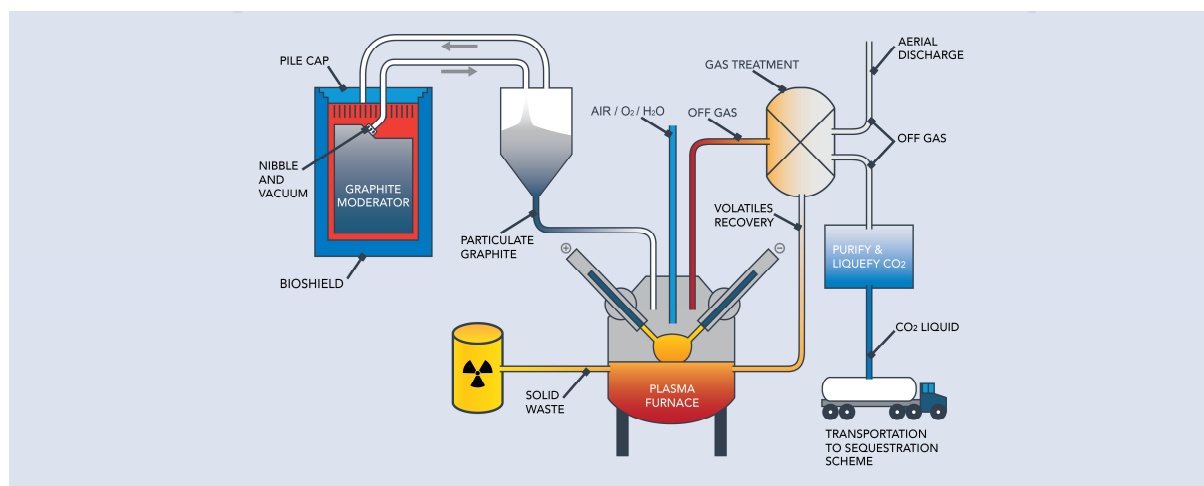 PILE CAP
NIBBLE
AND
VACUUM
GRAPHITE
MODERATOR
BIOSHIELD
PARTICULATE
GRAPHITE
AIR / O2 / H2O
OFF GAS
GAS TREATMENT
AERIAL
DISCHARGE
OFF GAS
VOLATILES
RECOVERY
PURIFY &
LIQUEFY CO2
CO2 LIQUID
SOLID
WASTE
PLASMA
FURNACE
TRANSPORTATION
TO SEQUESTRATION
SCHEME